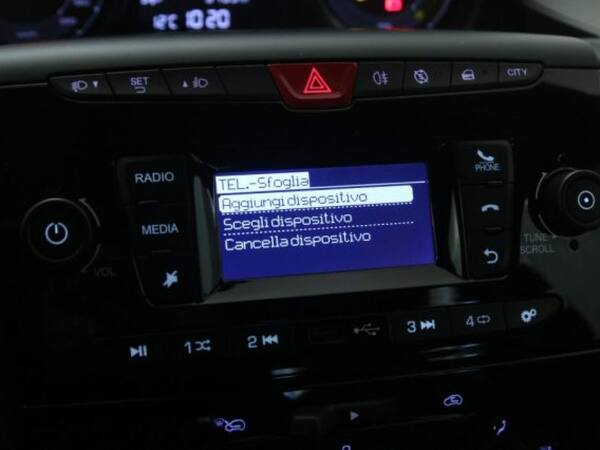 12°C 10:20
SET
CITY
RADIO
TEL.-Sfoglia
PHONE
Aggiungi dispositivo
MEDIA
Scegli dispositivo
Cancella dispositivo
VOL
TUNE
SCROLL
1
2
3
4